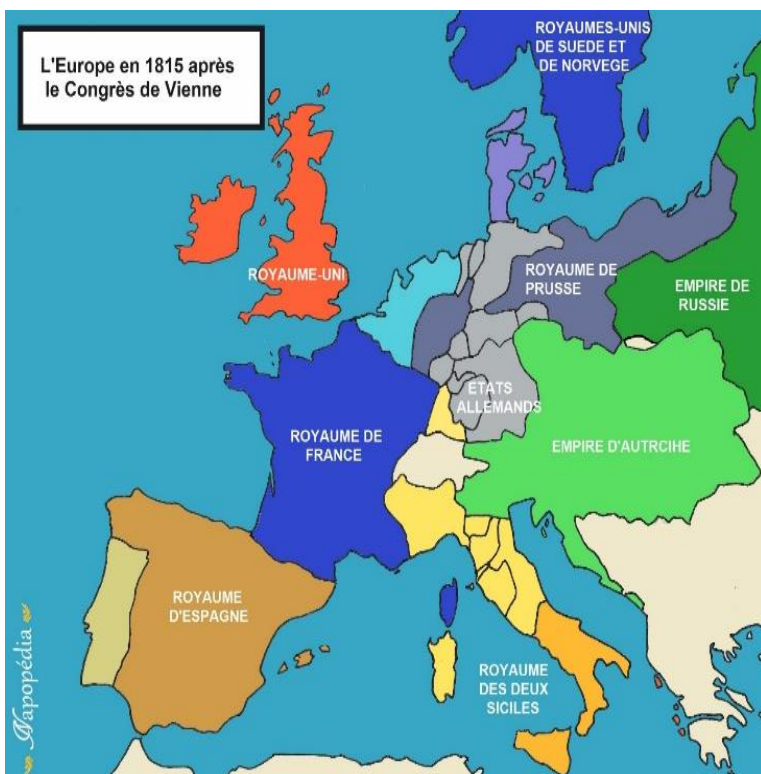 L'Europe en 1815 après
le Congrès de Vienne
ROYAUMES-UNIS
DE SUEDE ET
DE NORVEGE
ROYAUME-UNI
ROYAUME DE
PRUSSE
EMPIRE DE
RUSSIE
ETATS
ALLEMANDS
ROYAUME DE
FRANCE
EMPIRE D'AUTRCIHE
ROYAUME
D'ESPAGNE
ROYAUME
DES DEUX
SICILES
Napopédia